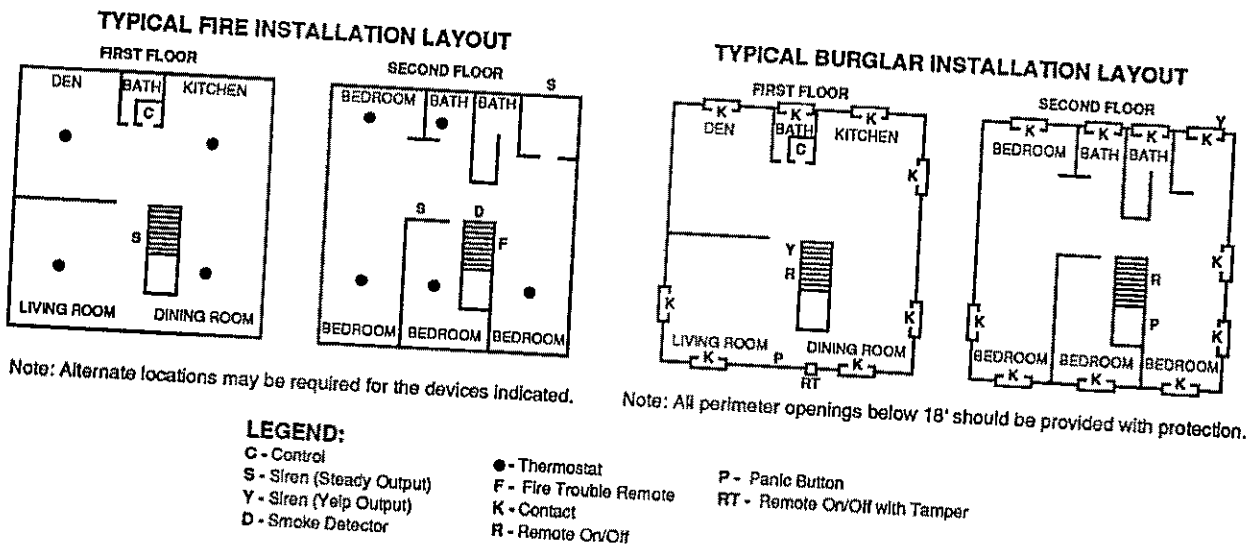 TYPICAL FIRE INSTALLATION LAYOUT
FIRST FLOOR
DEN
BATH
KITCHEN
C
S
LIVING ROOM
DINING ROOM
SECOND FLOOR
S
BEDROOM
BATH
BATH
S
D
F
BEDROOM
BEDROOM
BEDROOM
Note: Alternate locations may be required for the devices indicated.
TYPICAL BURGLAR INSTALLATION LAYOUT
FIRST FLOOR
K
K
K
DEN
BATH
KITCHEN
C
K
Y
R
K
K
LIVING ROOM
DINING ROOM
K
P
RT
K
SECOND FLOOR
Y
K
K
K
K
BEDROOM
BATH
BATH
K
R
K
P
K
BEDROOM
BEDROOM
BEDROOM
K
K
K
Note: All perimeter openings below 18' should be provided with protection.
LEGEND:
C - Control
S - Siren (Steady Output)
Y - Siren (Yelp Output)
D - Smoke Detector
● - Thermostat
F - Fire Trouble Remote
K - Contact
R - Remote On/Off
P - Panic Button
RT - Remote On/Off with Tamper